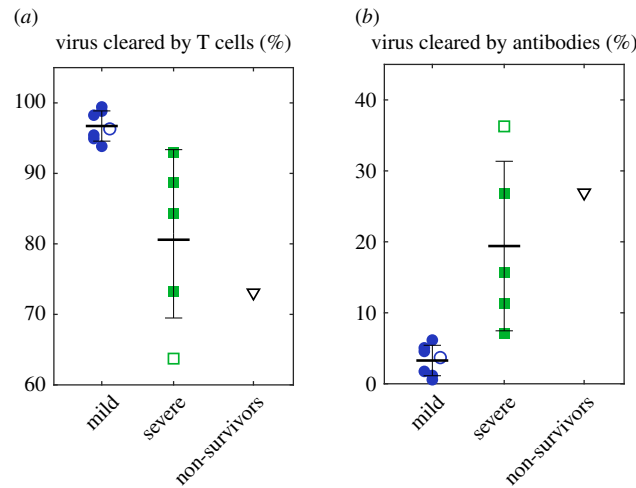 (a)
virus cleared by T cells (%)
100
90
80
70
60
mild
severe
non-survivors
(b)
virus cleared by antibodies (%)
40
30
20
10
0
mild
severe
non-survivors